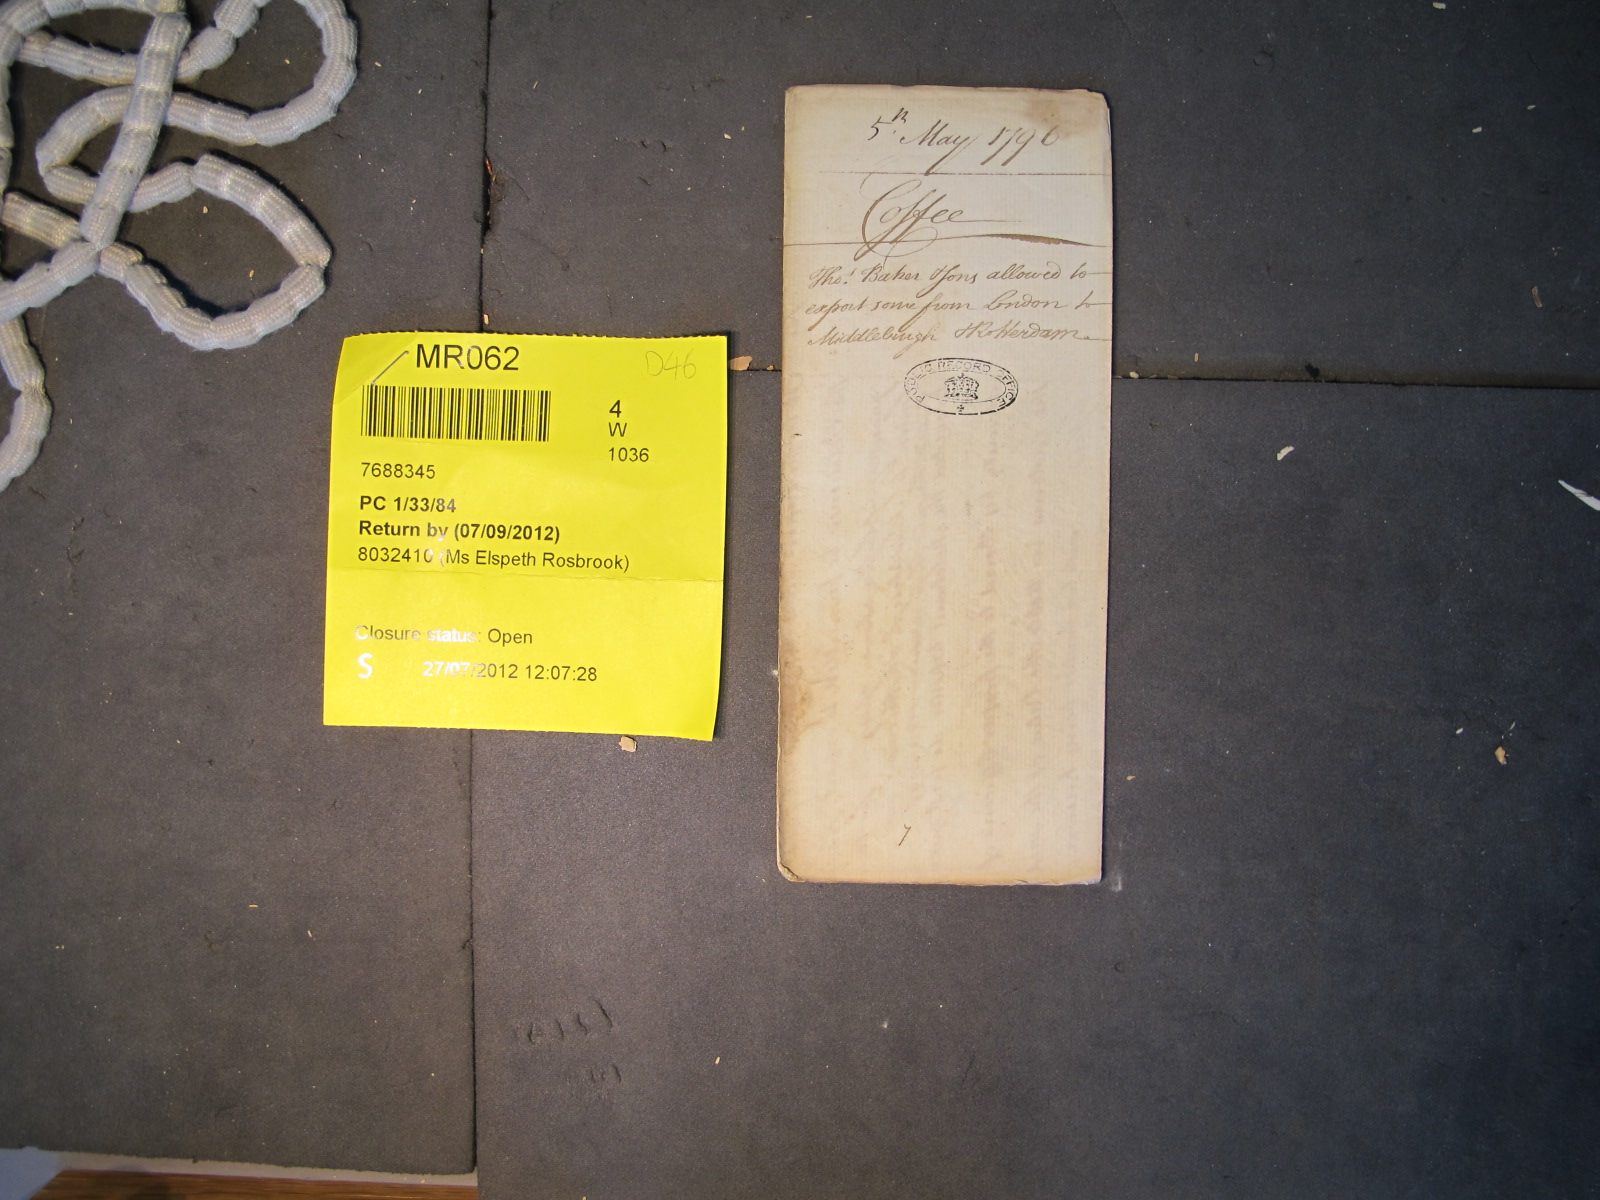 MR062
D46
4
W
1036
7688345
PC 1/33/84
Return by (07/09/2012)
8032410 (Ms Elspeth Rosbrook)
Closure status: Open
S 27/07/2012 12:07:28
5th May 1796
Coffee
Tho.s Baker & Sons allowed to
export some from London to
Middleburgh & Rotterdam
PUBLIC RECORD OFFICE
7